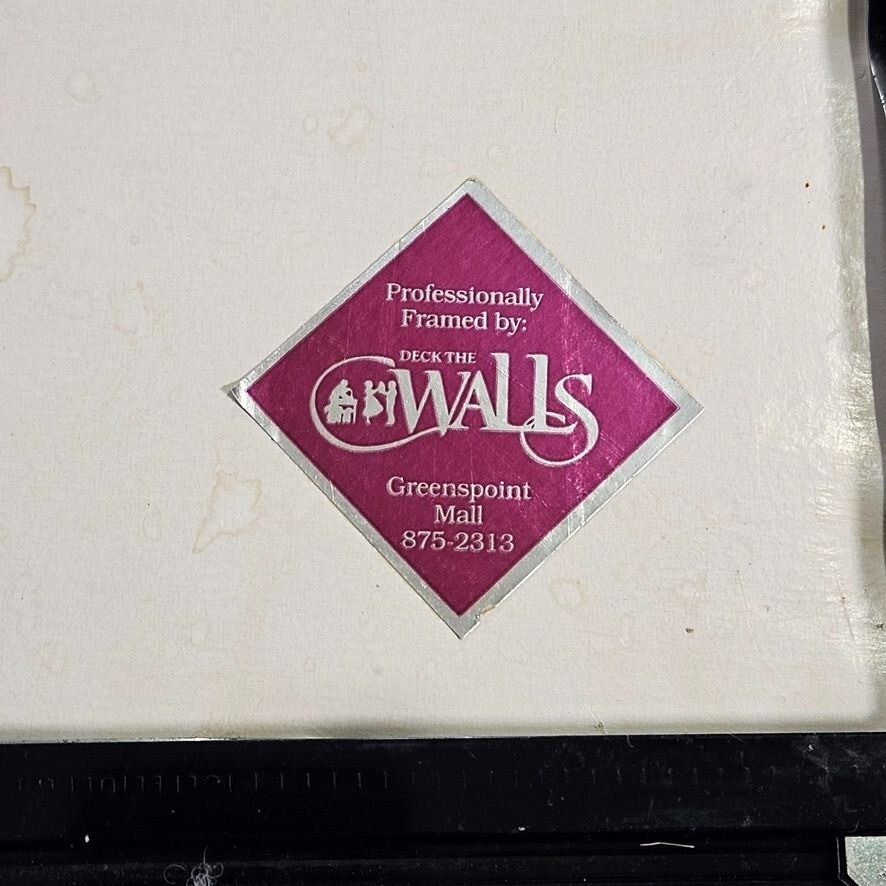 Professionally
Framed by:
DECK THE
WALLS
Greenspoint
Mall
875-2313